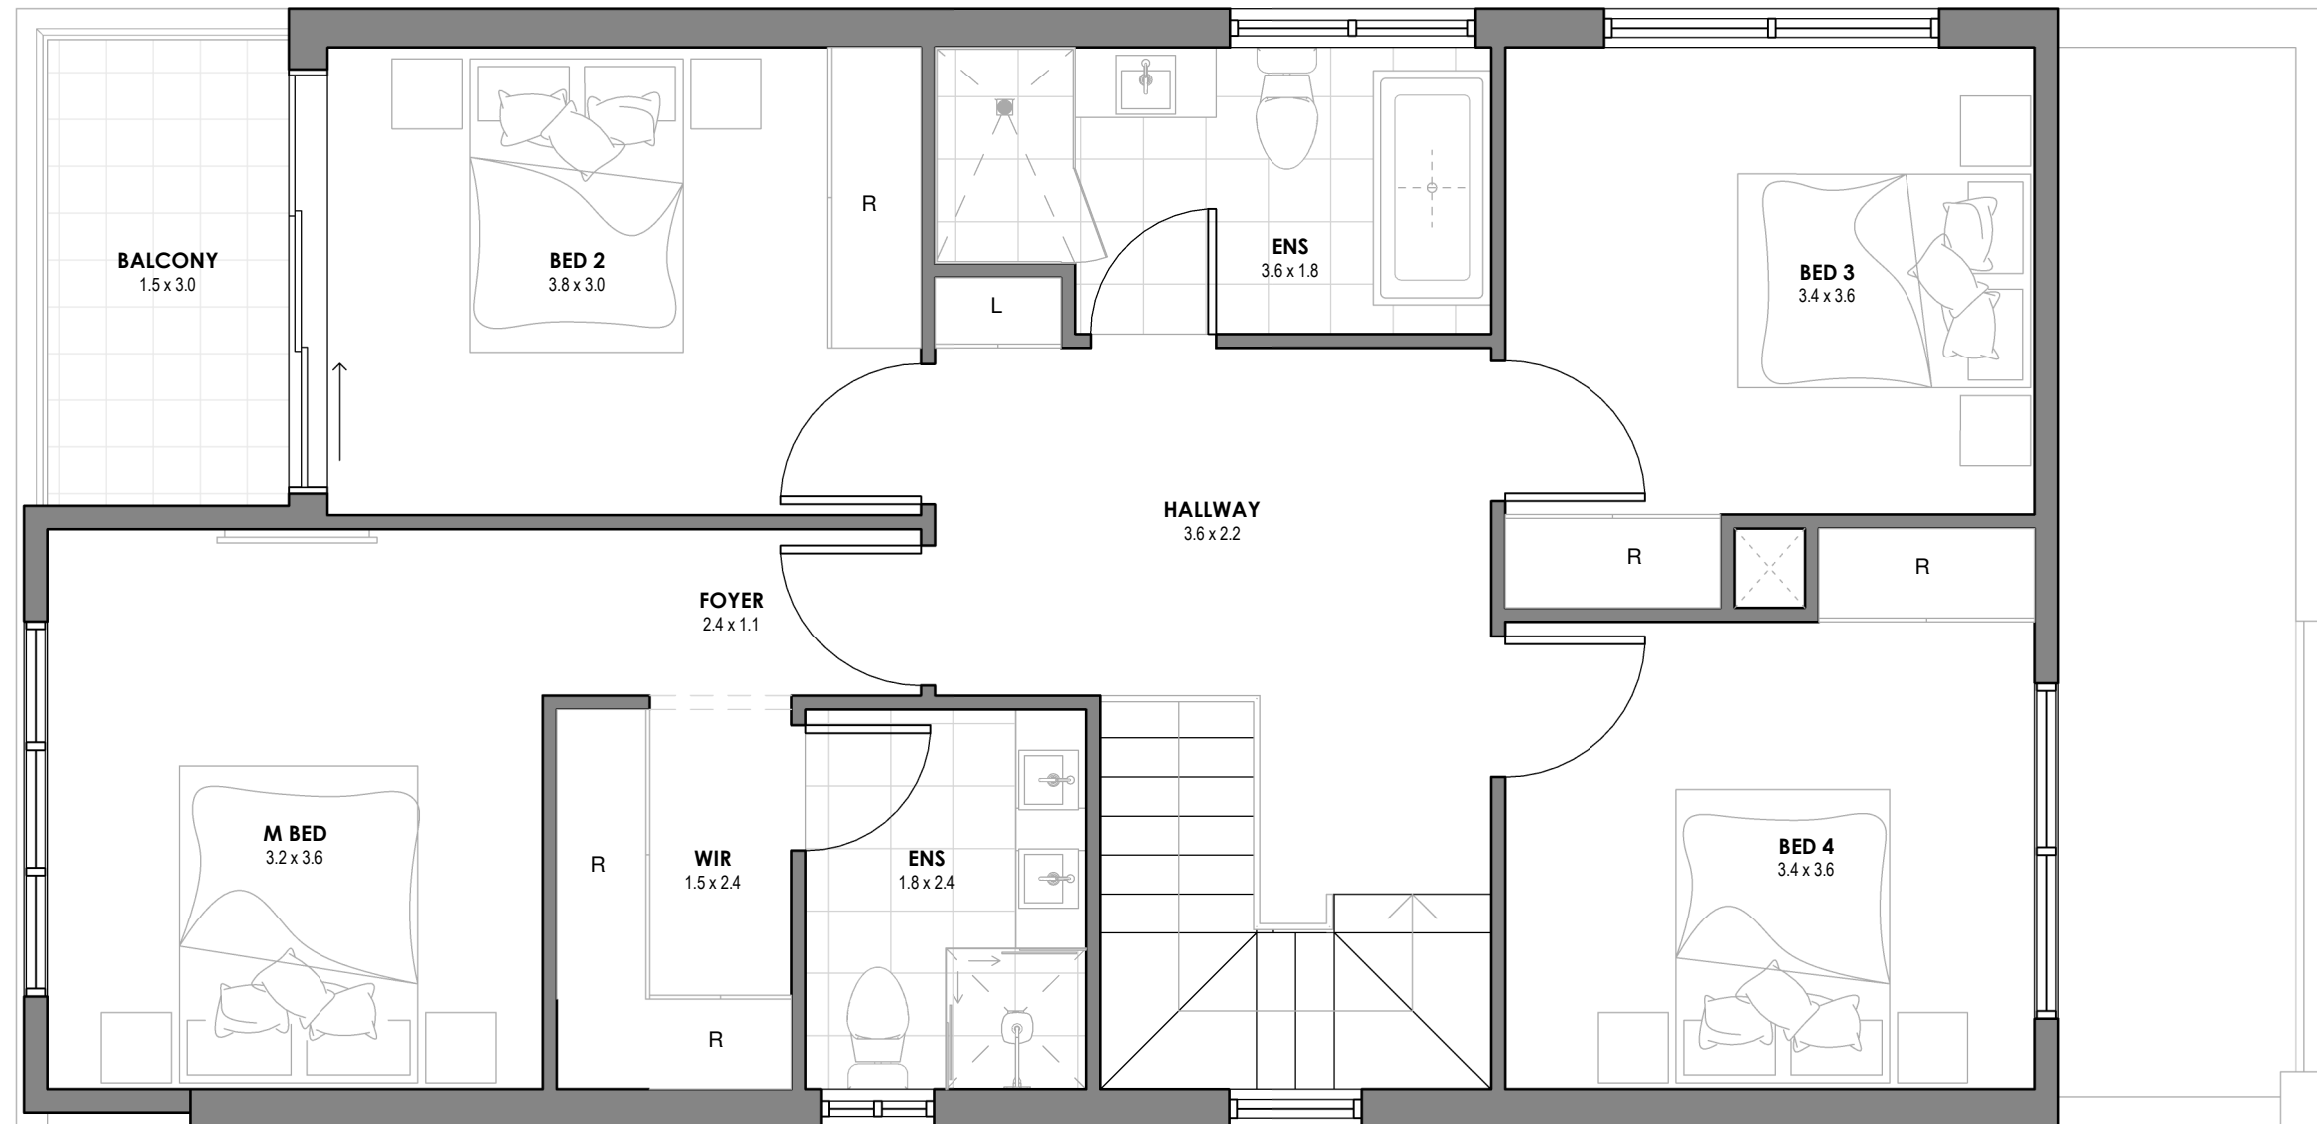 BALCONY
1.5 x 3.0
BED 2
3.8 x 3.0
R
L
ENS
3.6 x 1.8
BED 3
3.4 x 3.6
HALLWAY
3.6 x 2.2
FOYER
2.4 x 1.1
R
R
M BED
3.2 x 3.6
R
WIR
1.5 x 2.4
R
ENS
1.8 x 2.4
BED 4
3.4 x 3.6